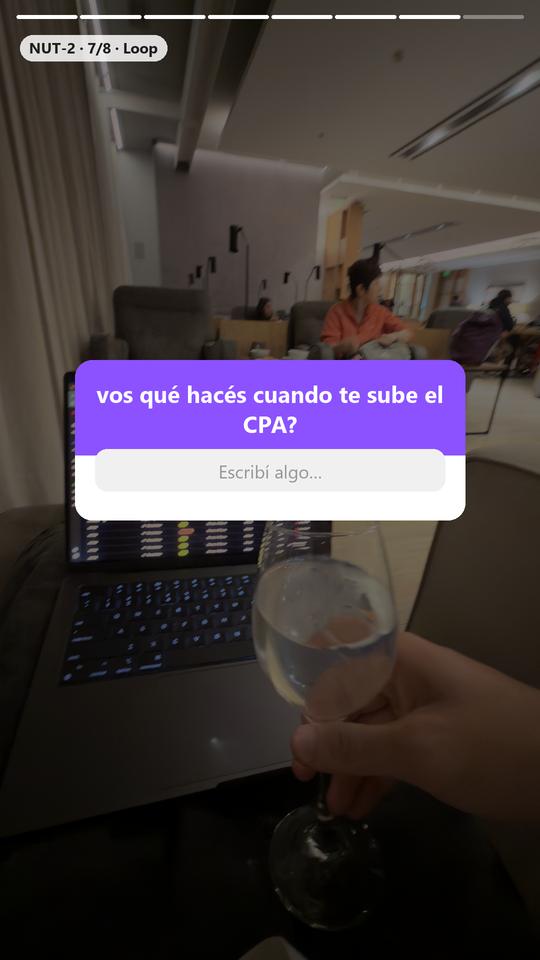 NUT-2 · 7/8 · Loop
vos qué hacés cuando te sube el
CPA?
Escribí algo...